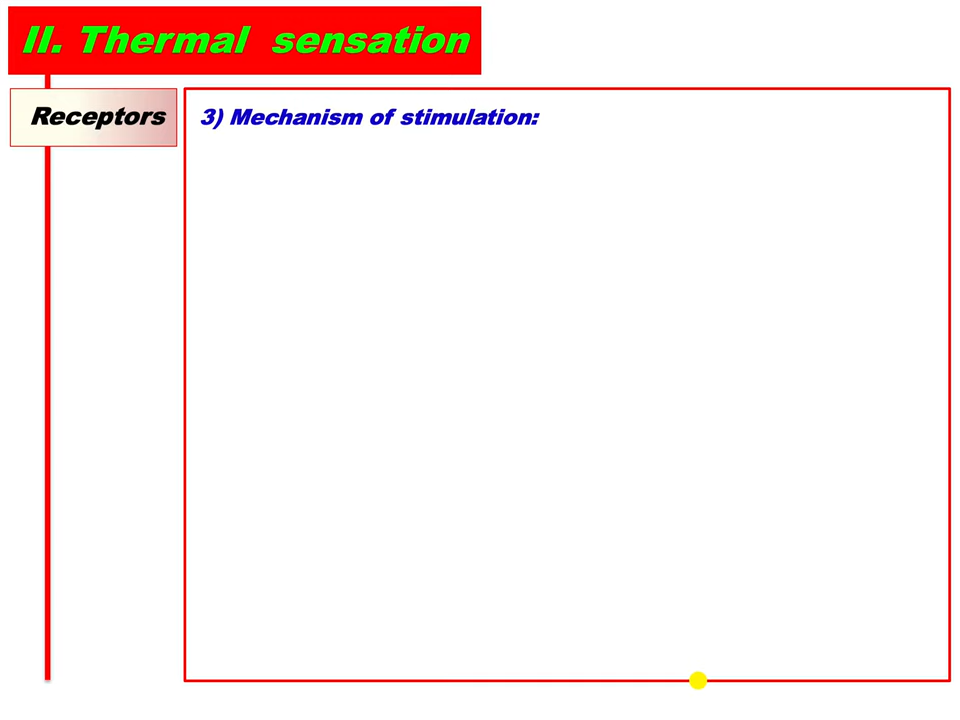 II. Thermal sensation
Receptors
3) Mechanism of stimulation: